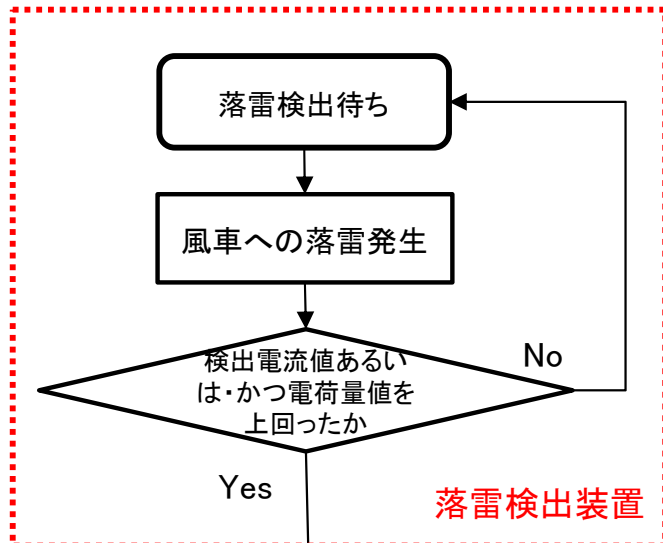 落雷検出待ち
風車への落雷発生
検出電流値あるい
は・かつ電荷量値を
上回ったか
No
Yes
落雷検出装置